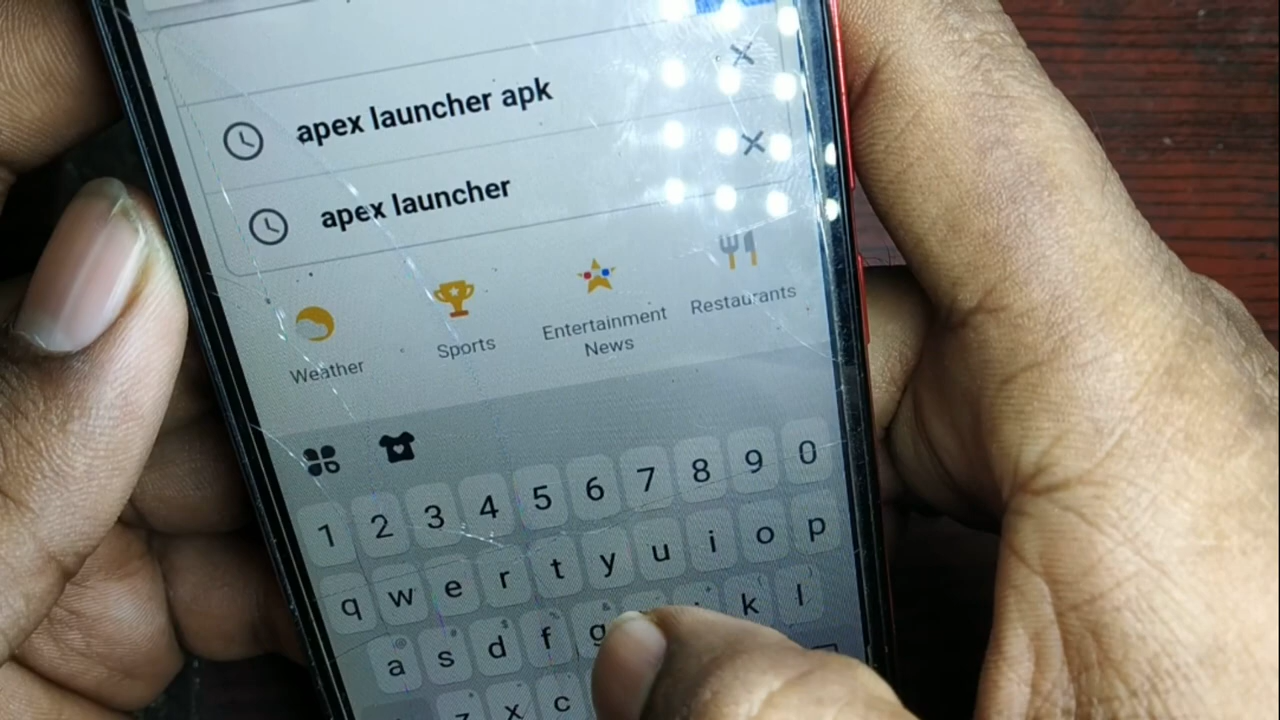 apex launcher apk
apex launcher
Weather
Sports
Entertainment
News
Restaurants
1 2 3 4 5 6 7 8 9 0
q w e r t y u i o p
a s d f g k l
z x c